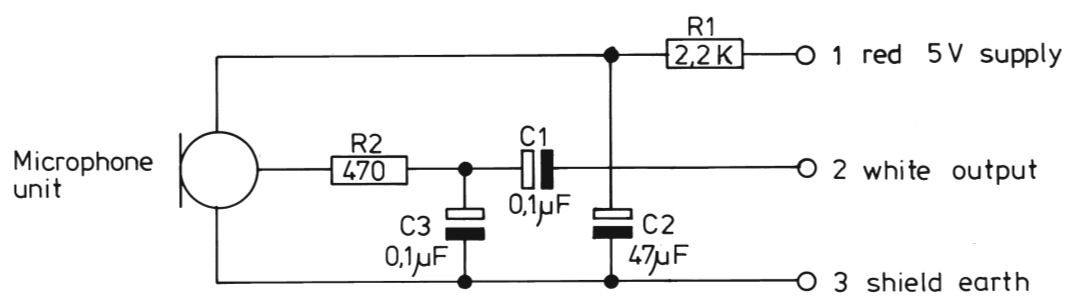 R1
2,2K
1 red 5V supply
Microphone
unit
R2
470
C1
0,1µF
2 white output
C3
0,1µF
C2
47µF
3 shield earth